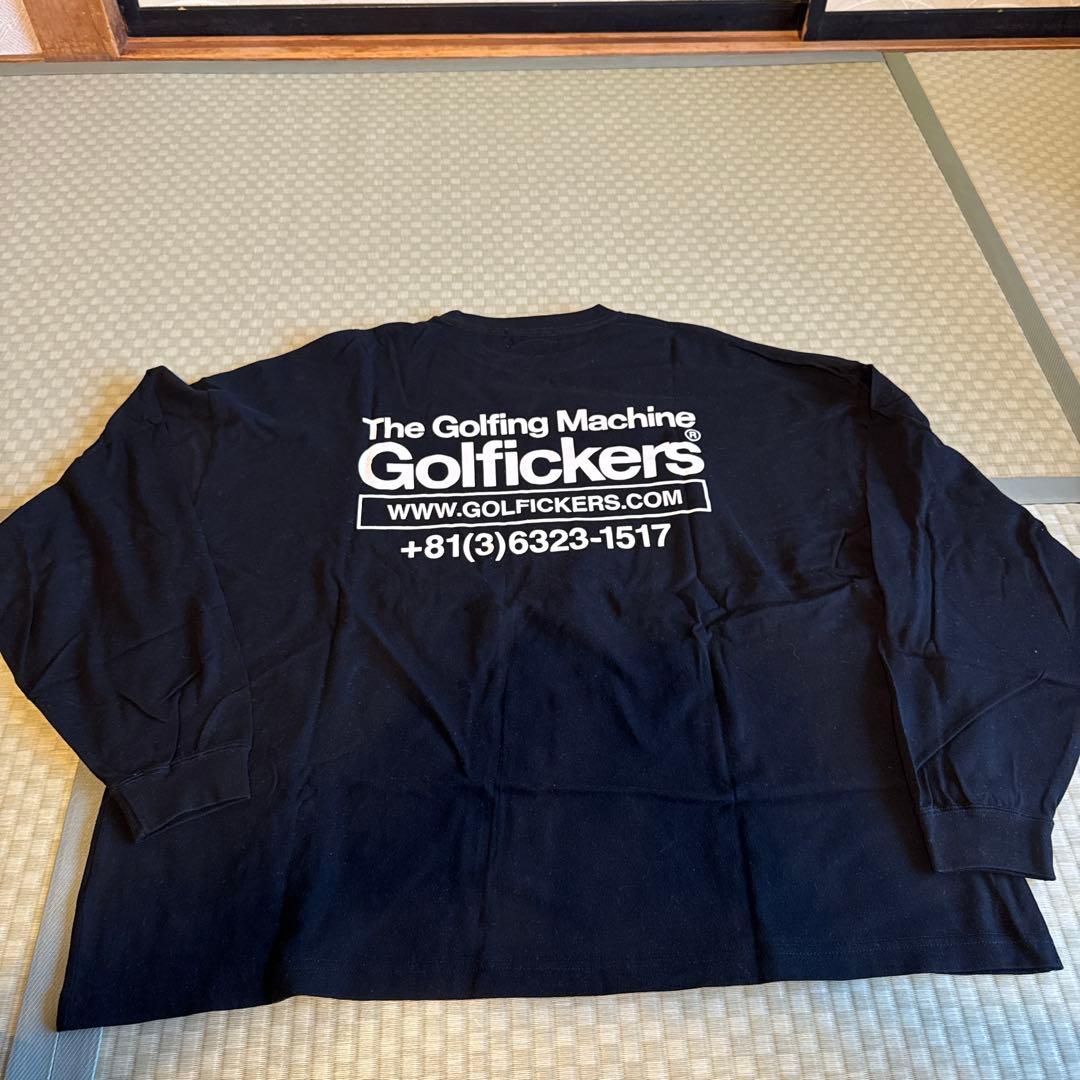 The Golfing Machine
Golfickers®
WWW.GOLFICKERS.COM
+81(3)6323-1517